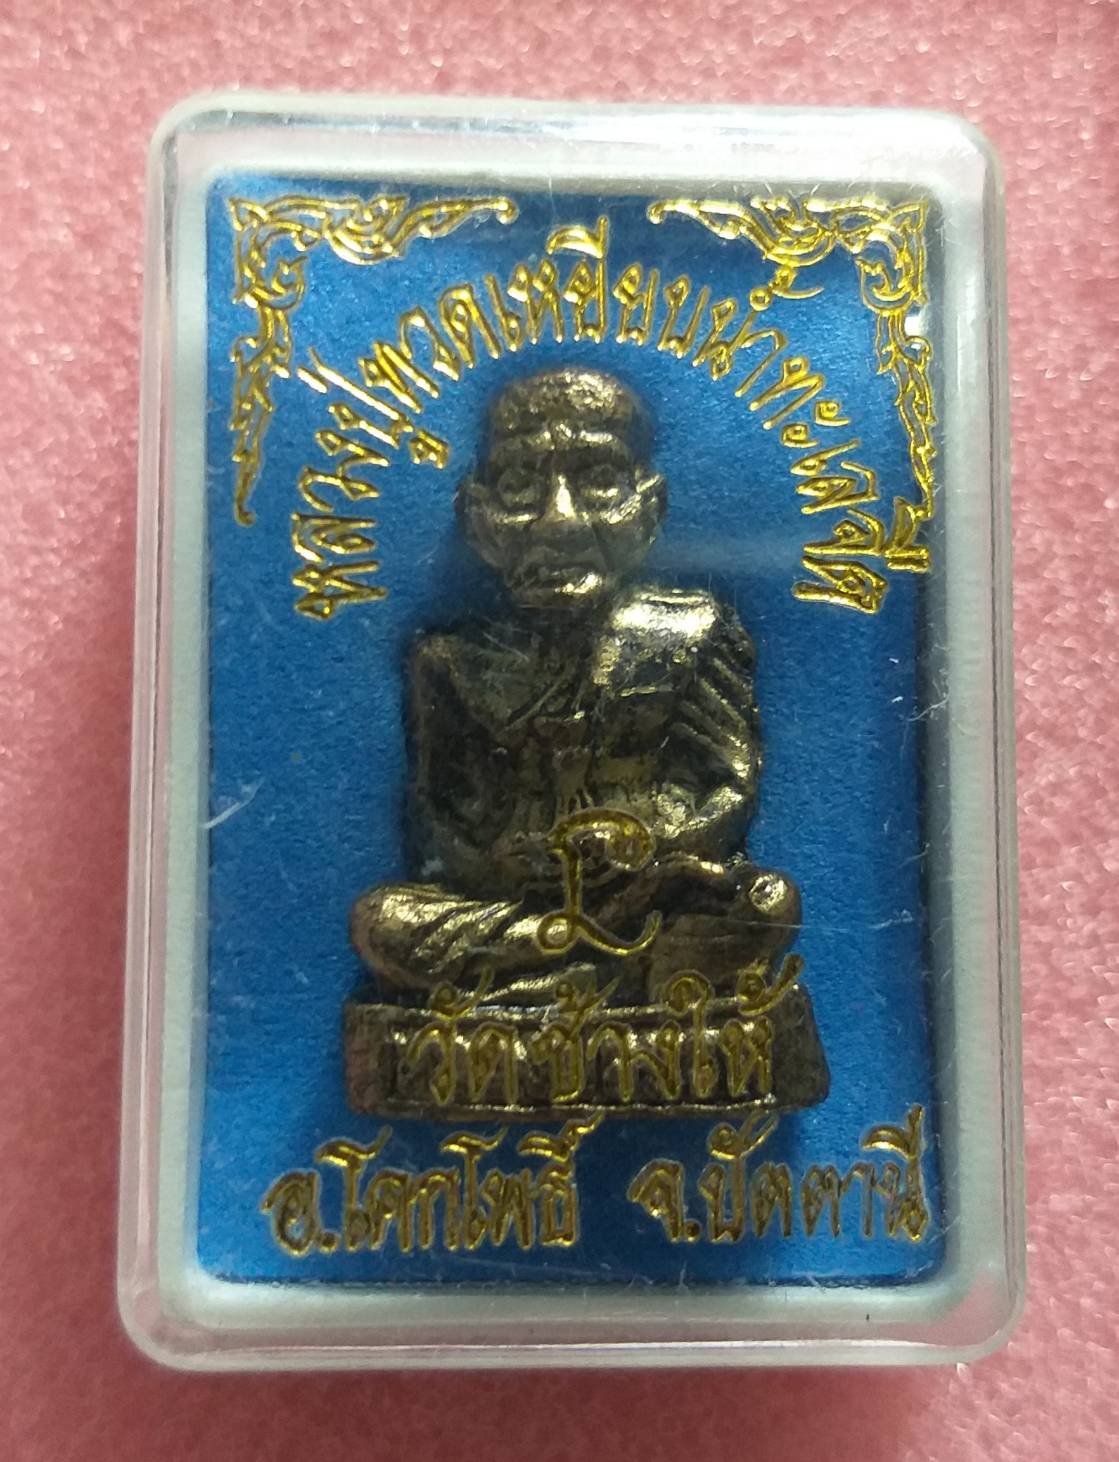 หลวงปู่ทวดเหยียบน้ำทะเลจืด
วัดช้างให้
อ.โคกโพธิ์ จ.ปัตตานี